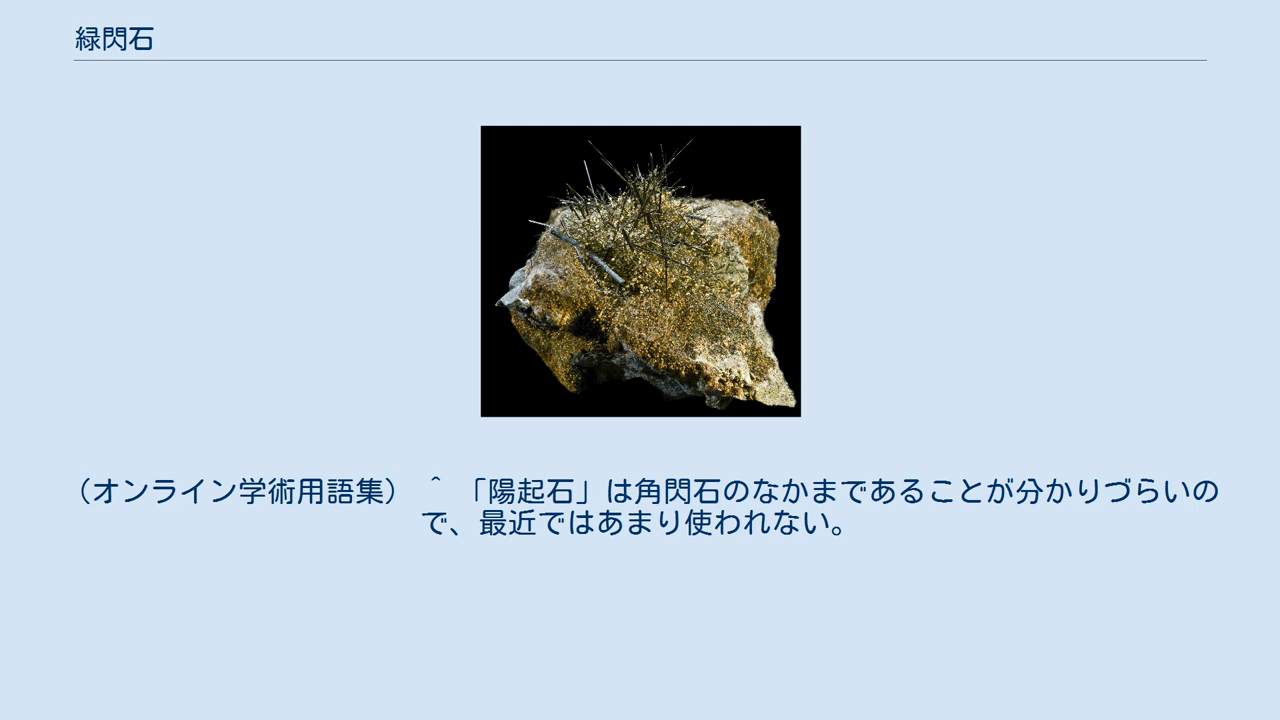 緑閃石
（オンライン学術用語集） ^ 「陽起石」は角閃石のなかまであることが分かりづらいの
で、最近ではあまり使われない。